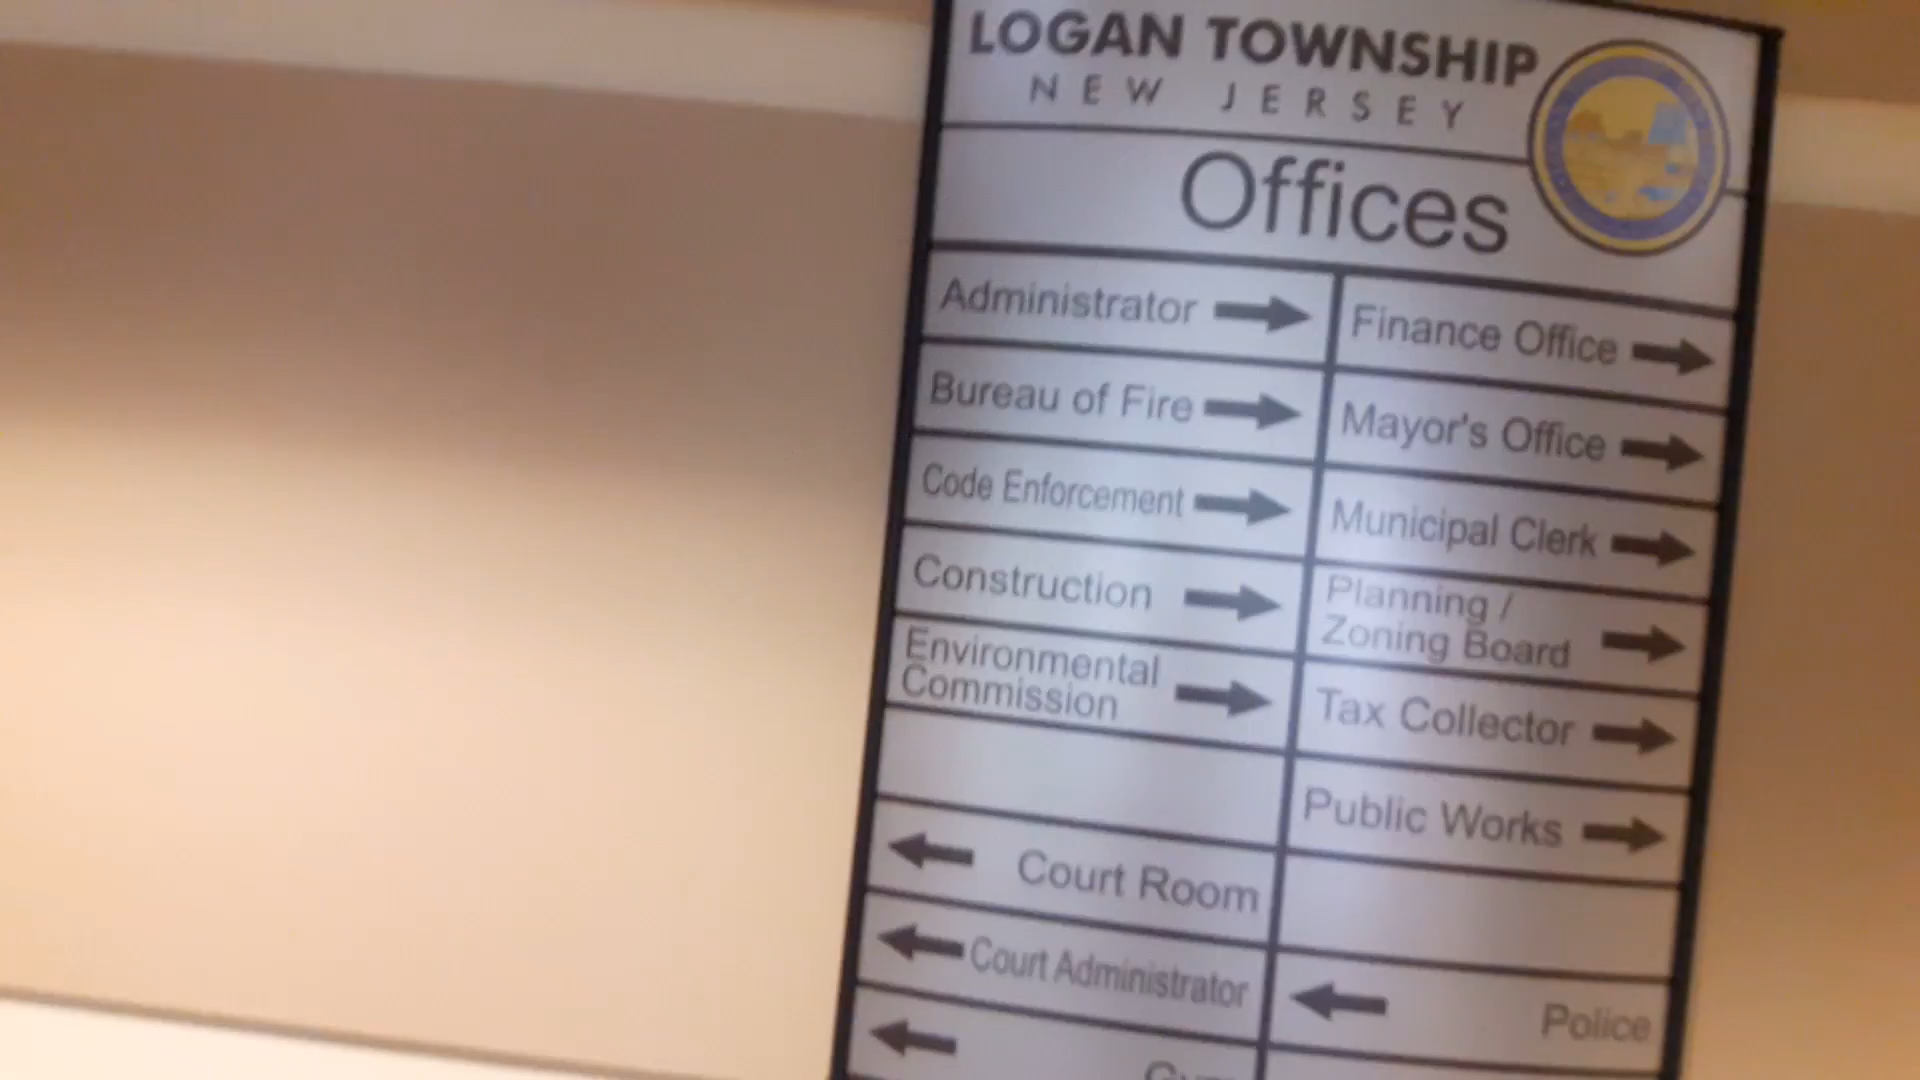 LOGAN TOWNSHIP
NEW JERSEY
Offices
Administrator
Bureau of Fire
Code Enforcement
Construction
Environmental
Commission
Court Room
Court Administrator
Finance Office
Mayor's Office
Municipal Clerk
Planning /
Zoning Board
Tax Collector
Public Works
Police